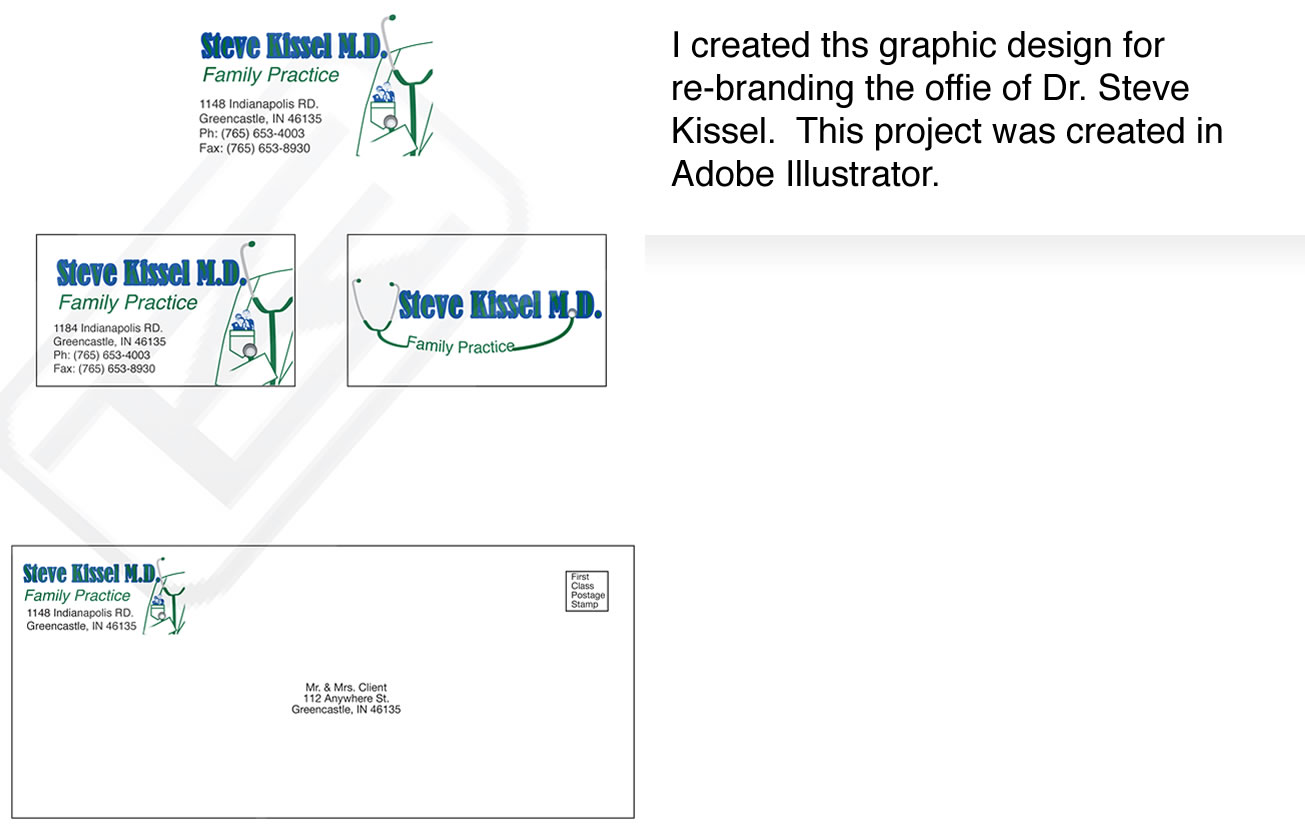 Steve Kissel M.D.
Family Practice
1148 Indianapolis RD.
Greencastle, IN 46135
Ph: (765) 653-4003
Fax: (765) 653-8930
I created ths graphic design for
re-branding the offie of Dr. Steve
Kissel.  This project was created in
Adobe Illustrator.
Steve Kissel M.D.
Family Practice
1184 Indianapolis RD.
Greencastle, IN 46135
Ph: (765) 653-4003
Fax: (765) 653-8930
Steve Kissel M.D.
Family Practice
Steve Kissel M.D.
Family Practice
1148 Indianapolis RD.
Greencastle, IN 46135
First
Class
Postage
Stamp
Mr. & Mrs. Client
112 Anywhere St.
Greencastle, IN 46135